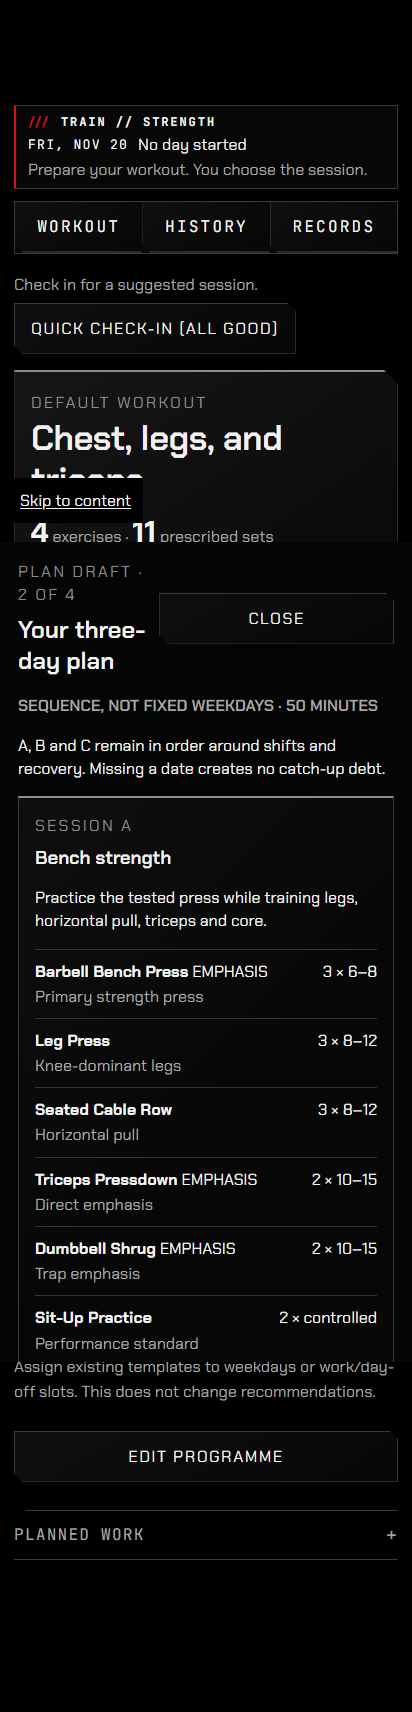 /// TRAIN // STRENGTH
FRI, NOV 20 No day started
Prepare your workout. You choose the session.
WORKOUT HISTORY RECORDS
Check in for a suggested session.
QUICK CHECK-IN (ALL GOOD)
DEFAULT WORKOUT
Chest, legs, and
triceps
Skip to content
4 exercises · 11 prescribed sets
PLAN DRAFT ·
2 OF 4
Your three-
day plan
CLOSE
SEQUENCE, NOT FIXED WEEKDAYS · 50 MINUTES
A, B and C remain in order around shifts and
recovery. Missing a date creates no catch-up debt.
SESSION A
Bench strength
Practice the tested press while training legs,
horizontal pull, triceps and core.
Barbell Bench Press EMPHASIS 3 × 6–8
Primary strength press
Leg Press 3 × 8–12
Knee-dominant legs
Seated Cable Row 3 × 8–12
Horizontal pull
Triceps Pressdown EMPHASIS 2 × 10–15
Direct emphasis
Dumbbell Shrug EMPHASIS 2 × 10–15
Trap emphasis
Sit-Up Practice 2 × controlled
Performance standard
Assign existing templates to weekdays or work/day-
off slots. This does not change recommendations.
EDIT PROGRAMME
PLANNED WORK +